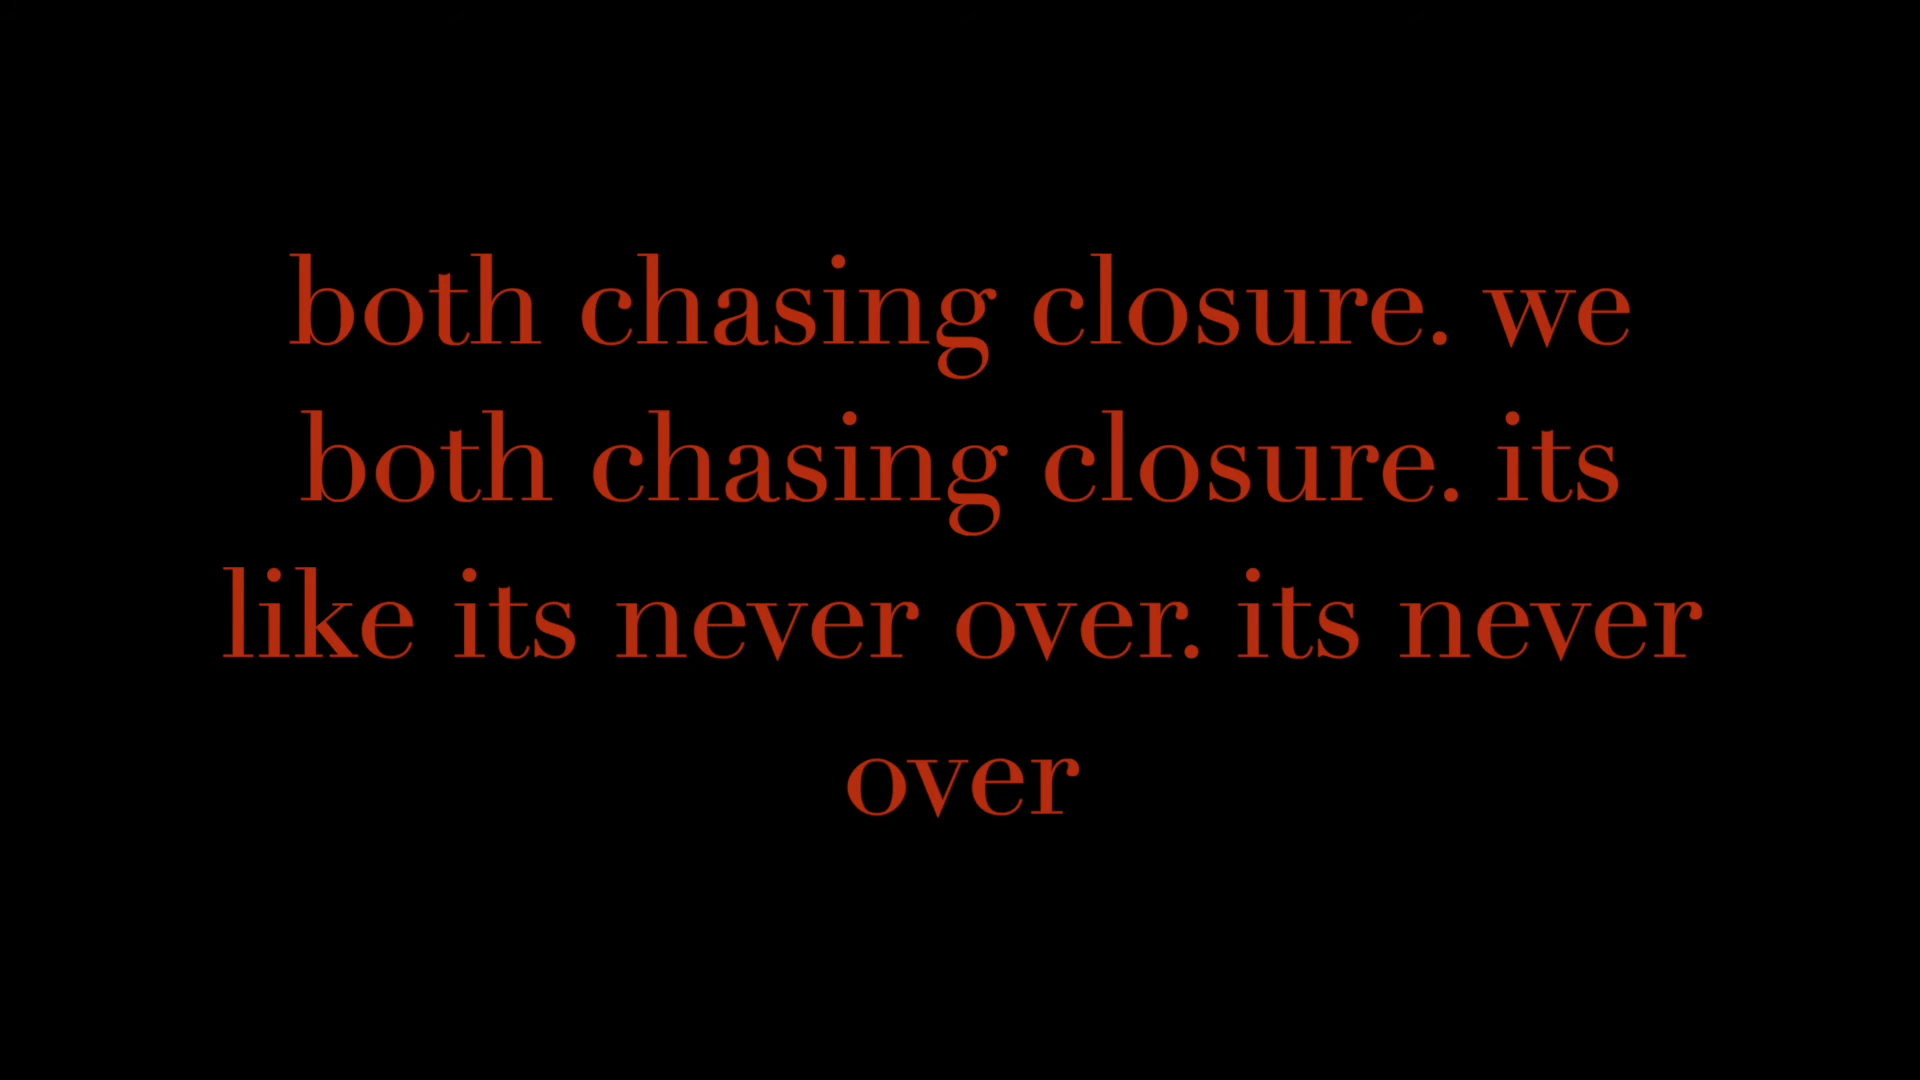 both chasing closure. we
both chasing closure. its
like its never over. its never
over